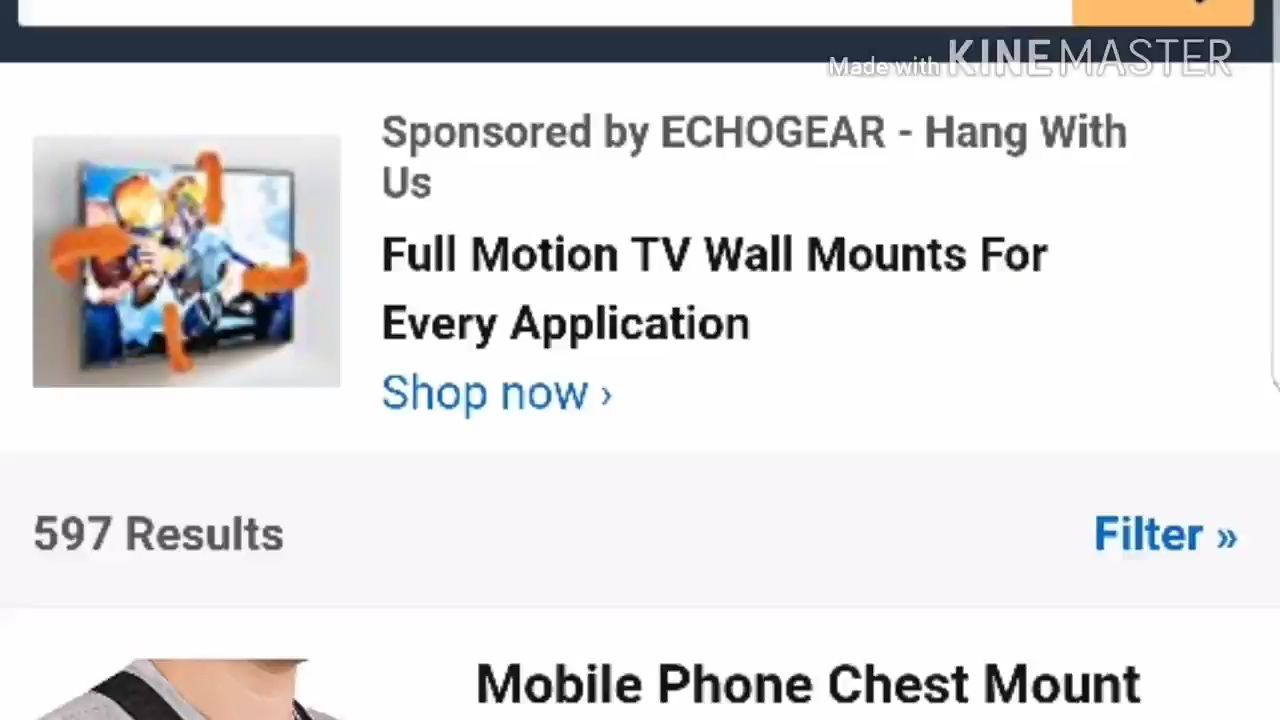 Made with KINEMASTER
Sponsored by ECHOGEAR - Hang With
Us
Full Motion TV Wall Mounts For
Every Application
Shop now ›
597 Results
Filter »
Mobile Phone Chest Mount